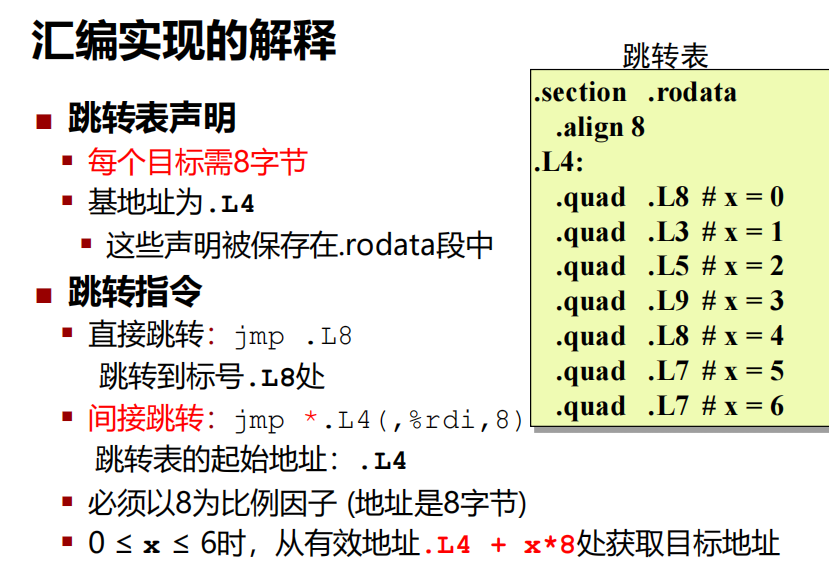 汇编实现的解释
跳转表声明
每个目标需8字节
基地址为.L4
这些声明被保存在.rodata段中
跳转指令
直接跳转：jmp .L8
跳转到标号.L8处
间接跳转：jmp *.L4(,%rdi,8)
跳转表的起始地址：.L4
必须以8为比例因子 (地址是8字节)
0 ≤ x ≤ 6时，从有效地址.L4 + x*8处获取目标地址
跳转表
.section .rodata
.align 8
.L4:
.quad .L8 # x = 0
.quad .L3 # x = 1
.quad .L5 # x = 2
.quad .L9 # x = 3
.quad .L8 # x = 4
.quad .L7 # x = 5
.quad .L7 # x = 6